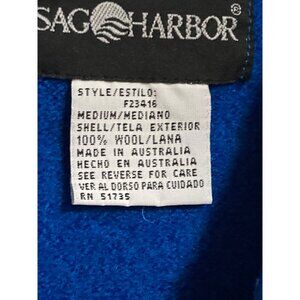 SAG HARBOR®
STYLE/ESTILO:
F23416
MEDIUM/MEDIANO
SHELL/TELA EXTERIOR
100% WOOL/LANA
MADE IN AUSTRALIA
HECHO EN AUSTRALIA
SEE REVERSE FOR CARE
VER AL DORSO PARA CUIDADO
RN 51735